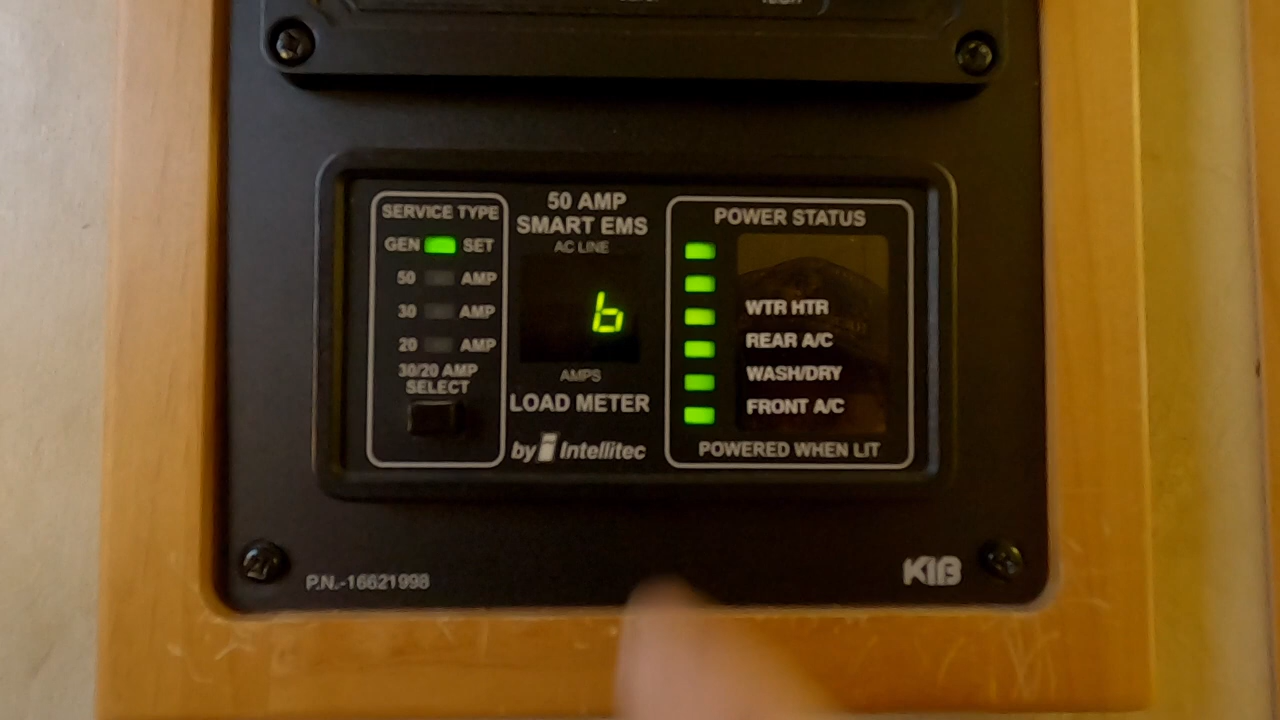 SERVICE TYPE
GEN SET
50 AMP
30 AMP
20 AMP
30/20 AMP
SELECT
50 AMP
SMART EMS
AC LINE
6
AMPS
LOAD METER
by Intellitec
POWER STATUS
WTR HTR
REAR A/C
WASH/DRY
FRONT A/C
POWERED WHEN LIT
P.N.-16621998
KIB